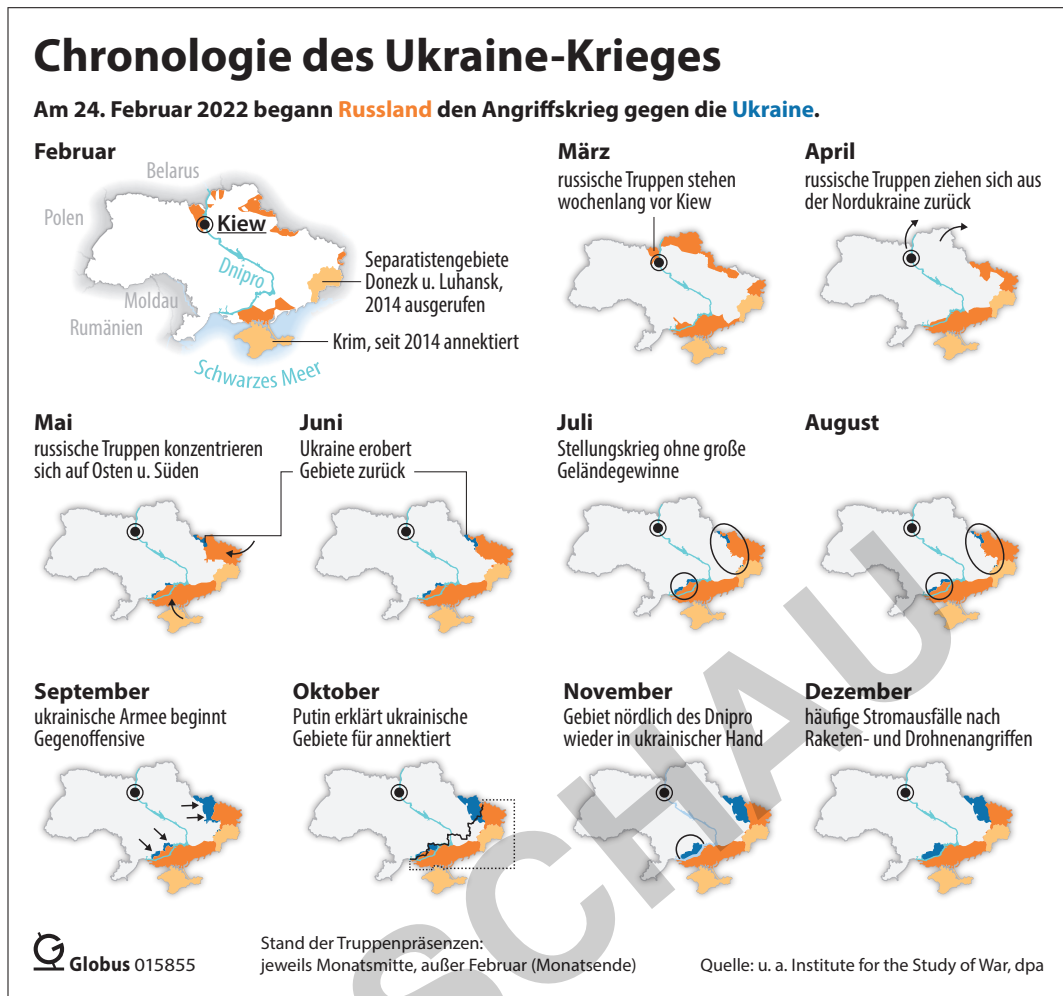 Chronologie des Ukraine-Krieges
Am 24. Februar 2022 begann Russland den Angriffskrieg gegen die Ukraine.
Februar
Belarus
Polen
Kiew
Dnipro
Moldau
Rumänien
Schwarzes Meer
Separatistengebiete
Donezk u. Luhansk,
2014 ausgerufen
Krim, seit 2014 annektiert
März
russische Truppen stehen
wochenlang vor Kiew
April
russische Truppen ziehen sich aus
der Nordukraine zurück
Mai
russische Truppen konzentrieren
sich auf Osten u. Süden
Juni
Ukraine erobert
Gebiete zurück
Juli
Stellungskrieg ohne große
Geländegewinne
August
September
ukrainische Armee beginnt
Gegenoffensive
Oktober
Putin erklärt ukrainische
Gebiete für annektiert
November
Gebiet nördlich des Dnipro
wieder in ukrainischer Hand
Dezember
häufige Stromausfälle nach
Raketen- und Drohnenangriffen
Globus 015855
Stand der Truppenpräsenzen:
jeweils Monatsmitte, außer Februar (Monatsende)
Quelle: u. a. Institute for the Study of War, dpa
SCHAU